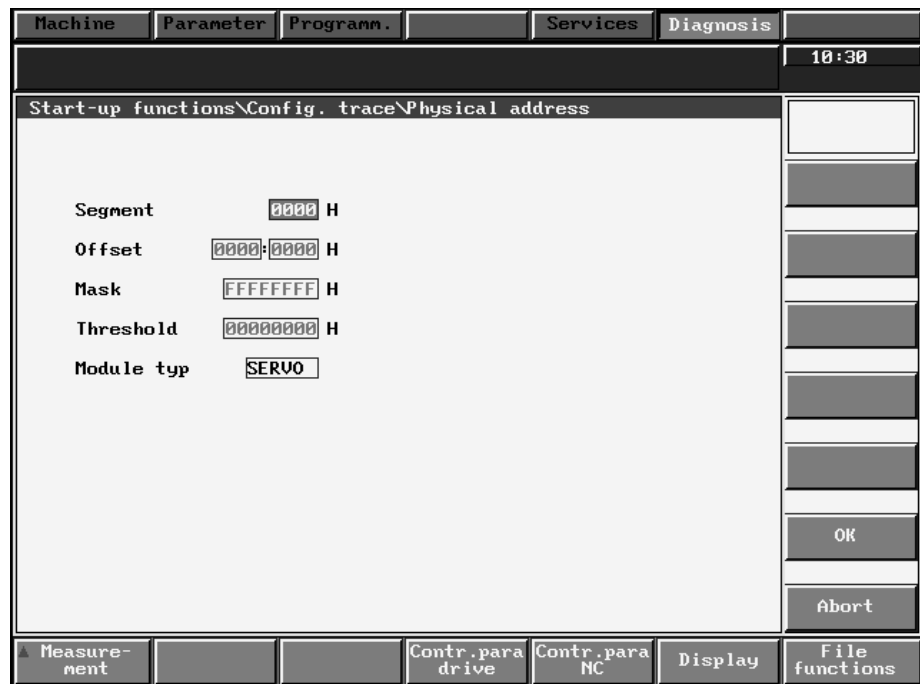 Machine Parameter Programm. Services Diagnosis
10:30
Start-up functions\Config. trace\Physical address
Segment 0000 H
Offset 0000:0000 H
Mask FFFFFFFF H
Threshold 00000000 H
Module typ SERVO
OK
Abort
Measure-
ment
Contr.para
drive
Contr.para
NC
Display
File
functions